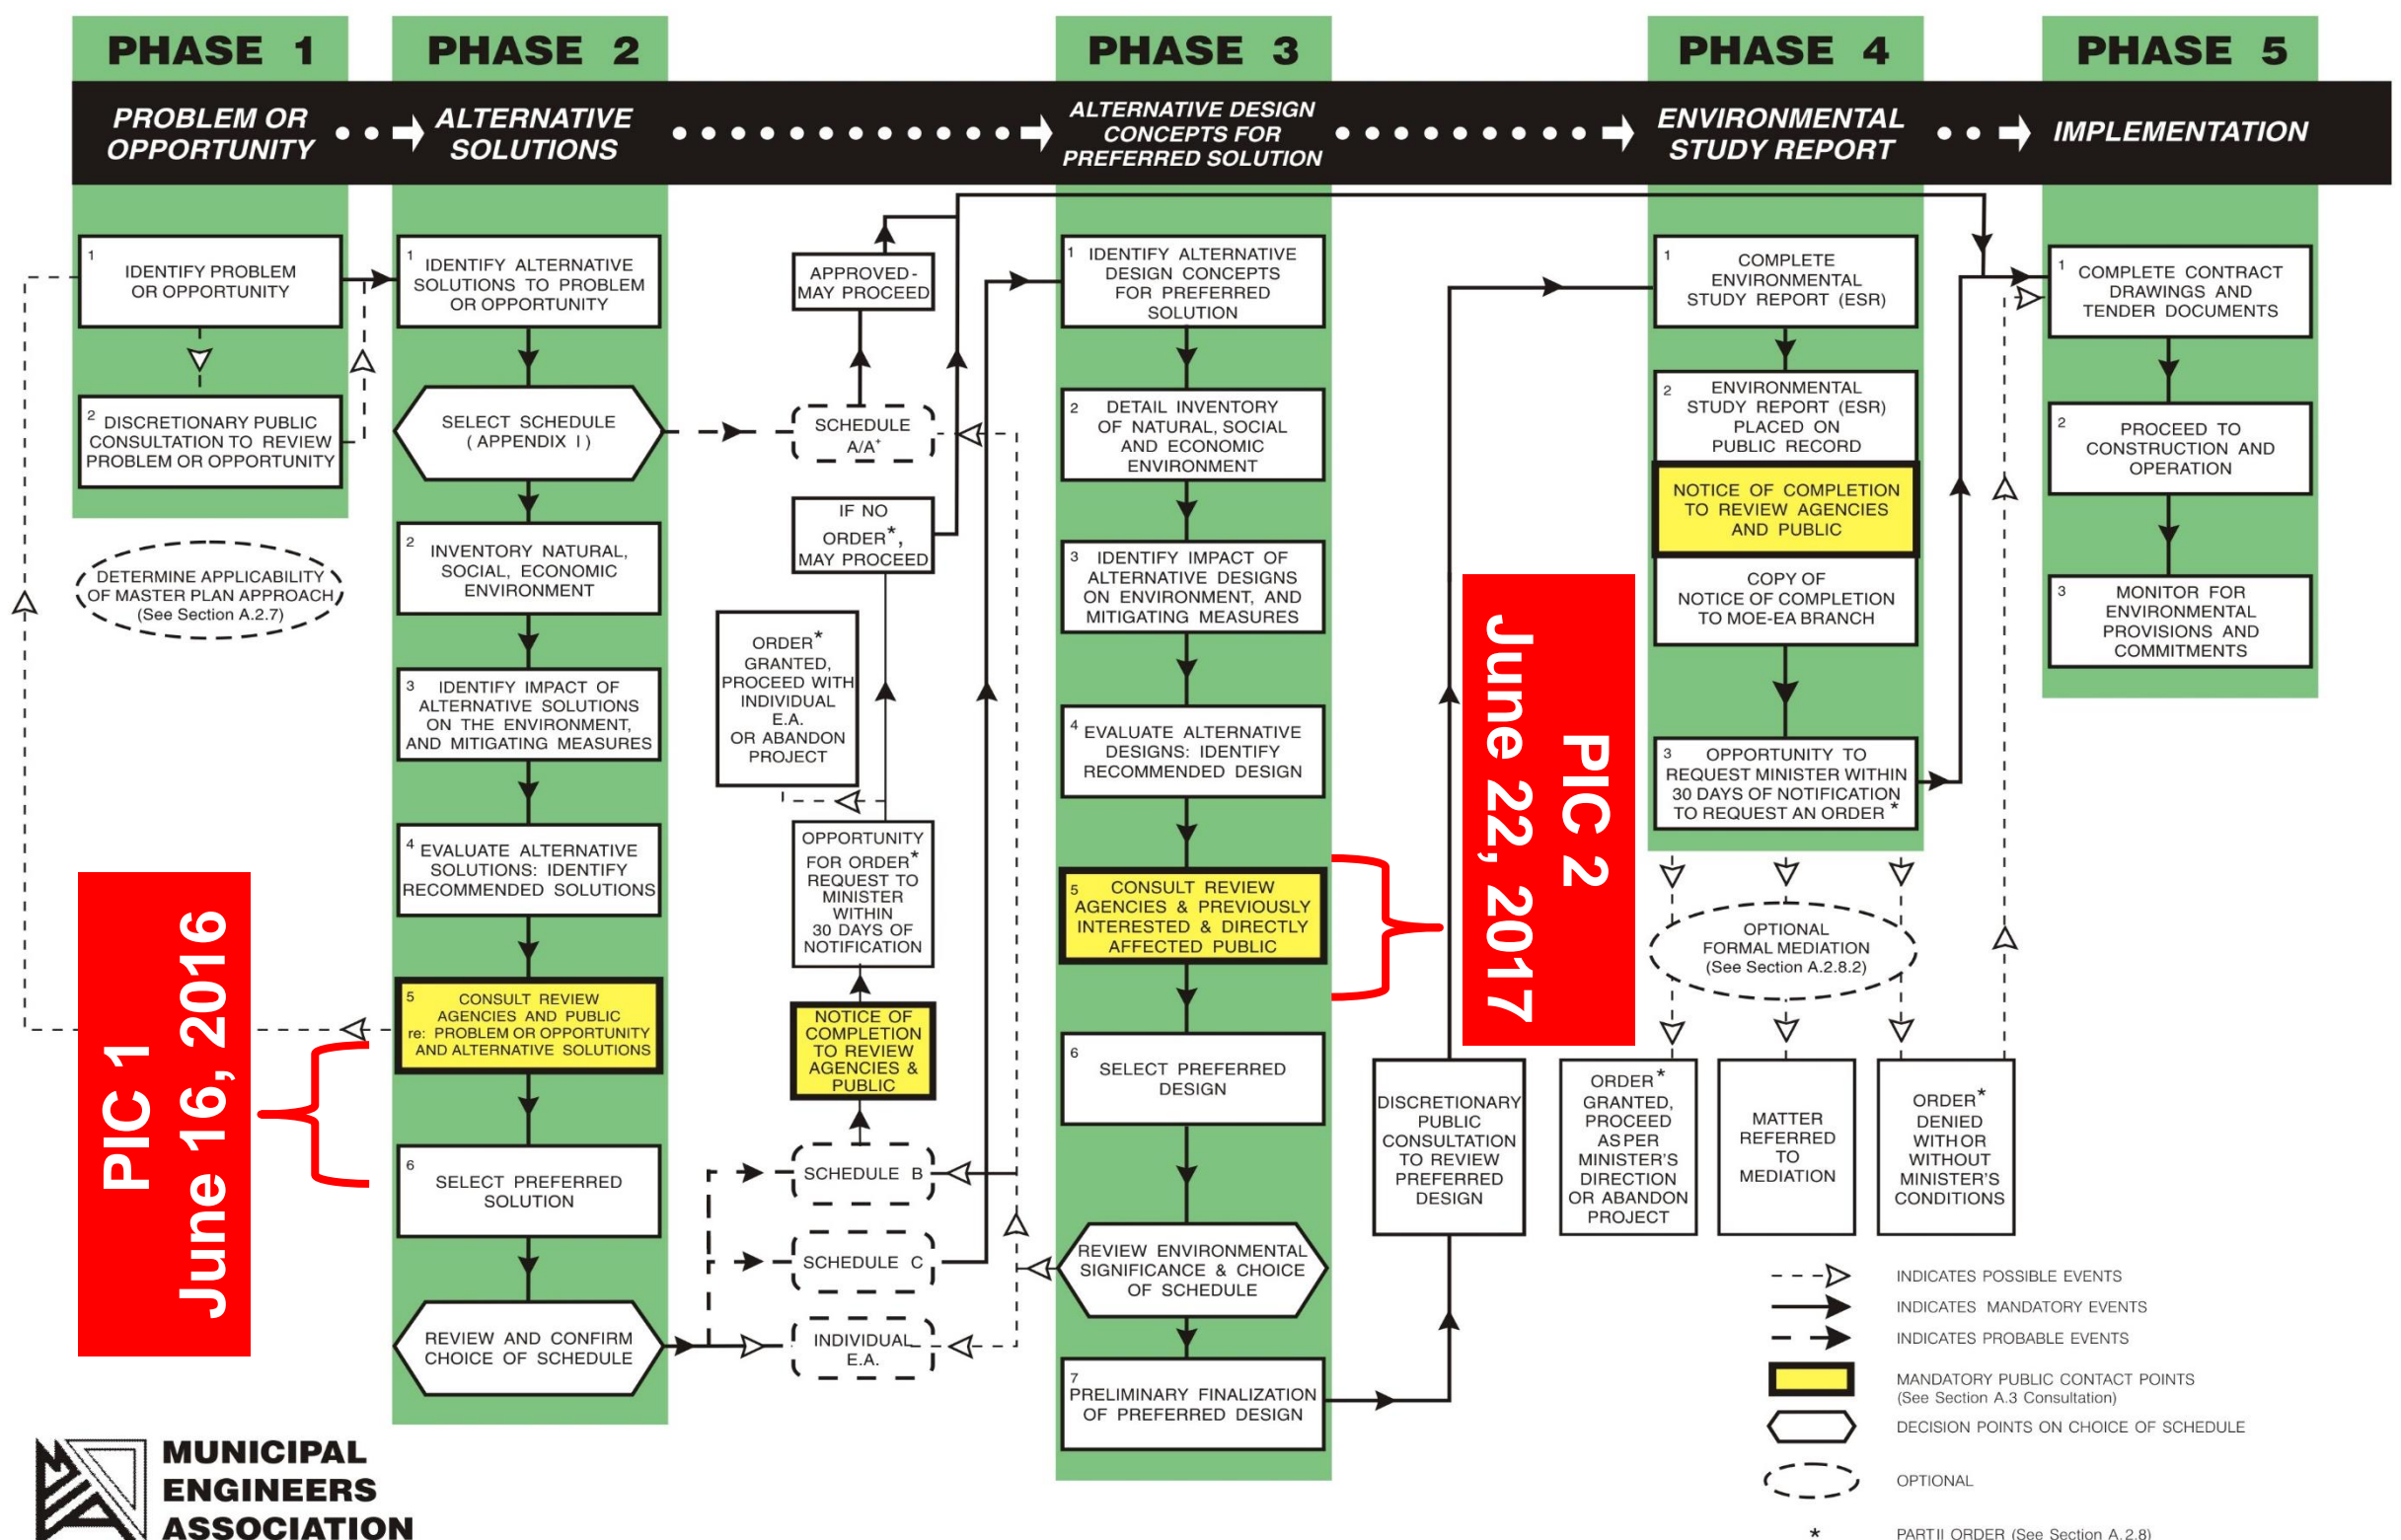 PHASE 1
PROBLEM OR
OPPORTUNITY
1
IDENTIFY PROBLEM
OR OPPORTUNITY
2
DISCRETIONARY PUBLIC
CONSULTATION TO REVIEW
PROBLEM OR OPPORTUNITY
DETERMINE APPLICABILITY
OF MASTER PLAN APPROACH
(See Section A.2.7)
PIC 1
June 16, 2016
PHASE 2
ALTERNATIVE
SOLUTIONS
1
IDENTIFY ALTERNATIVE
SOLUTIONS TO PROBLEM
OR OPPORTUNITY
SELECT SCHEDULE
( APPENDIX I )
2
INVENTORY NATURAL,
SOCIAL, ECONOMIC
ENVIRONMENT
3
IDENTIFY IMPACT OF
ALTERNATIVE SOLUTIONS
ON THE ENVIRONMENT,
AND MITIGATING MEASURES
4
EVALUATE ALTERNATIVE
SOLUTIONS: IDENTIFY
RECOMMENDED SOLUTIONS
5
CONSULT REVIEW
AGENCIES AND PUBLIC
re: PROBLEM OR OPPORTUNITY
AND ALTERNATIVE SOLUTIONS
6
SELECT PREFERRED
SOLUTION
REVIEW AND CONFIRM
CHOICE OF SCHEDULE
APPROVED-
MAY PROCEED
SCHEDULE
A/A+
IF NO
ORDER*,
MAY PROCEED
ORDER*
GRANTED,
PROCEED WITH
INDIVIDUAL
E.A.
OR ABANDON
PROJECT
OPPORTUNITY
FOR ORDER*
REQUEST TO
MINISTER
WITHIN
30 DAYS OF
NOTIFICATION
NOTICE OF
COMPLETION
TO REVIEW
AGENCIES &
PUBLIC
SCHEDULE B
SCHEDULE C
INDIVIDUAL
E.A.
PHASE 3
ALTERNATIVE DESIGN
CONCEPTS FOR
PREFERRED SOLUTION
1
IDENTIFY ALTERNATIVE
DESIGN CONCEPTS
FOR PREFERRED
SOLUTION
2
DETAIL INVENTORY
OF NATURAL, SOCIAL
AND ECONOMIC
ENVIRONMENT
3
IDENTIFY IMPACT OF
ALTERNATIVE DESIGNS
ON ENVIRONMENT, AND
MITIGATING MEASURES
4
EVALUATE ALTERNATIVE
DESIGNS: IDENTIFY
RECOMMENDED DESIGN
5
CONSULT REVIEW
AGENCIES & PREVIOUSLY
INTERESTED & DIRECTLY
AFFECTED PUBLIC
6
SELECT PREFERRED
DESIGN
REVIEW ENVIRONMENTAL
SIGNIFICANCE & CHOICE
OF SCHEDULE
7
PRELIMINARY FINALIZATION
OF PREFERRED DESIGN
PIC 2
June 22, 2017
DISCRETIONARY
PUBLIC
CONSULTATION
TO REVIEW
PREFERRED
DESIGN
PHASE 4
ENVIRONMENTAL
STUDY REPORT
1
COMPLETE
ENVIRONMENTAL
STUDY REPORT (ESR)
2
ENVIRONMENTAL
STUDY REPORT (ESR)
PLACED ON
PUBLIC RECORD
NOTICE OF COMPLETION
TO REVIEW AGENCIES
AND PUBLIC
COPY OF
NOTICE OF COMPLETION
TO MOE-EA BRANCH
3
OPPORTUNITY TO
REQUEST MINISTER WITHIN
30 DAYS OF NOTIFICATION
TO REQUEST AN ORDER *
OPTIONAL
FORMAL MEDIATION
(See Section A.2.8.2)
ORDER*
GRANTED,
PROCEED
AS PER
MINISTER'S
DIRECTION
OR ABANDON
PROJECT
MATTER
REFERRED
TO
MEDIATION
ORDER*
DENIED
WITH OR
WITHOUT
MINISTER'S
CONDITIONS
PHASE 5
IMPLEMENTATION
1
COMPLETE CONTRACT
DRAWINGS AND
TENDER DOCUMENTS
2
PROCEED TO
CONSTRUCTION AND
OPERATION
3
MONITOR FOR
ENVIRONMENTAL
PROVISIONS AND
COMMITMENTS
INDICATES POSSIBLE EVENTS
INDICATES MANDATORY EVENTS
INDICATES PROBABLE EVENTS
MANDATORY PUBLIC CONTACT POINTS
(See Section A.3 Consultation)
DECISION POINTS ON CHOICE OF SCHEDULE
OPTIONAL
* PART II ORDER (See Section A.2.8)
MEA
MUNICIPAL
ENGINEERS
ASSOCIATION